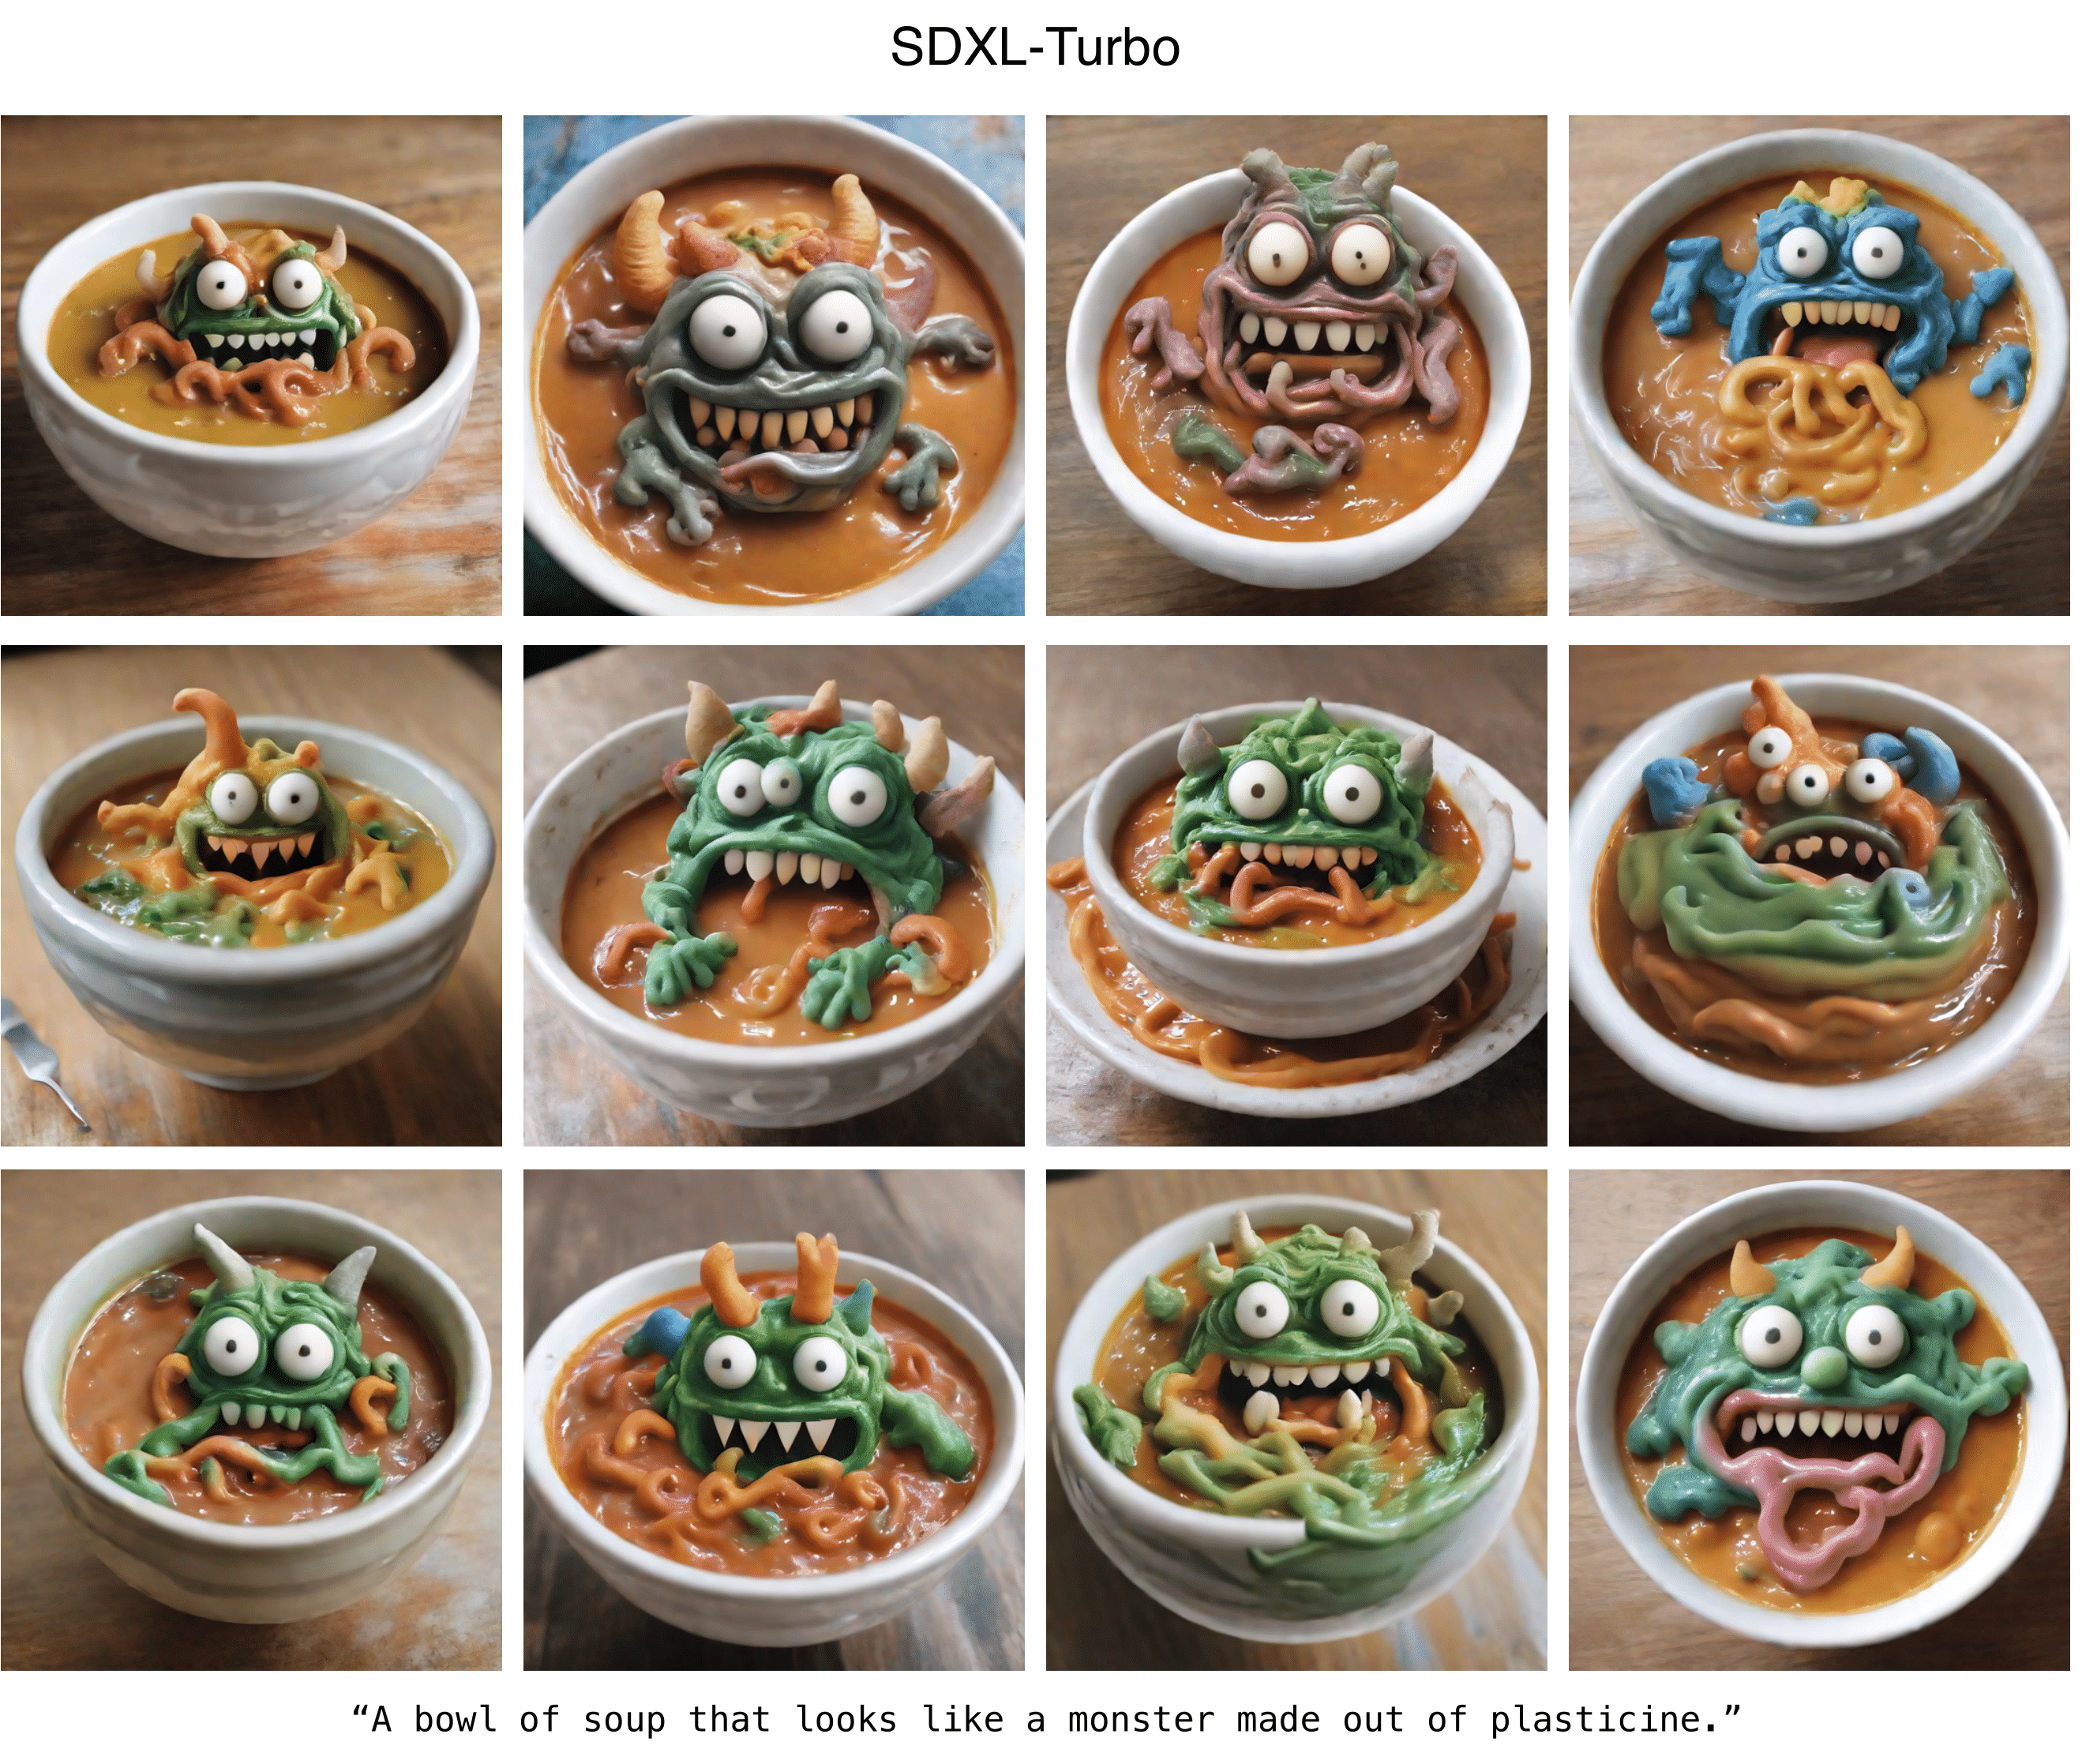 SDXL-Turbo
“A bowl of soup that looks like a monster made out of plasticine.”